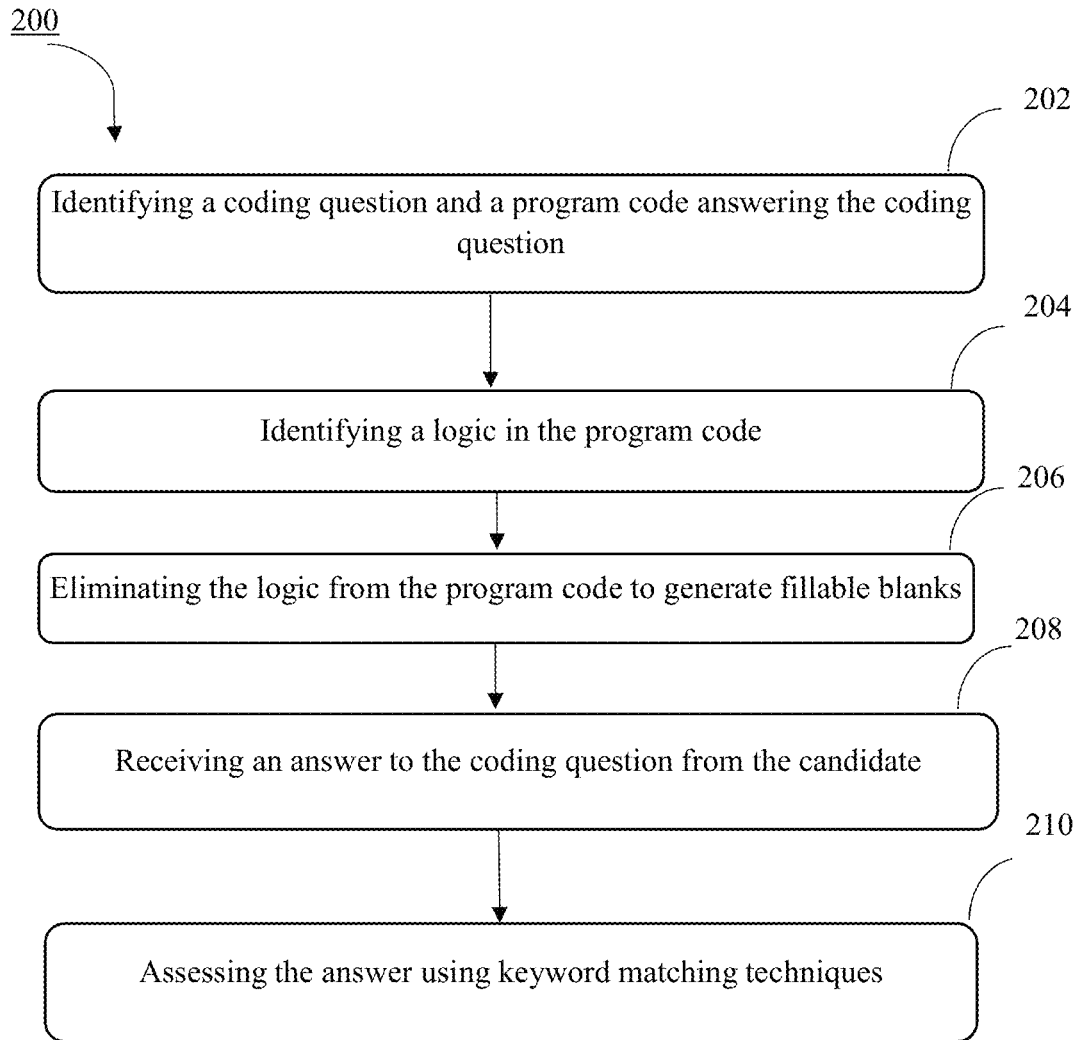 200
202
Identifying a coding question and a program code answering the coding
question
204
Identifying a logic in the program code
206
Eliminating the logic from the program code to generate fillable blanks
208
Receiving an answer to the coding question from the candidate
210
Assessing the answer using keyword matching techniques